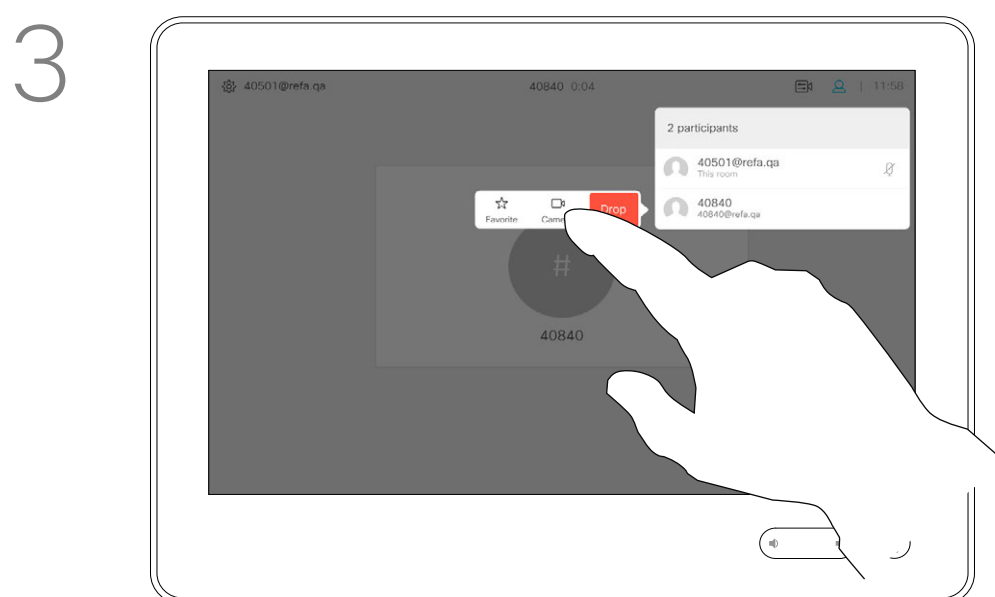 3
40501@refa.qa
40840 0:04
| 11:58
2 participants
40501@refa.qa
This room
40840
40840@refa.qa
Favorite
Drop
#
40840